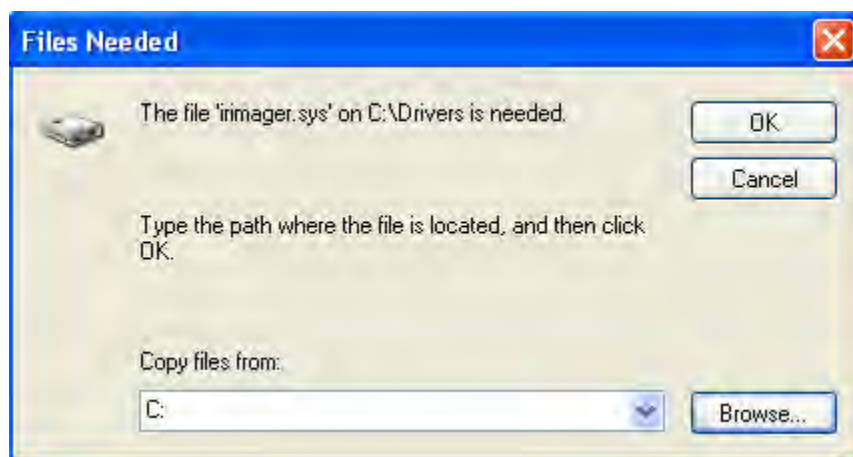 Files Needed
The file 'irimager.sys' on C:\Drivers is needed.
OK
Cancel
Type the path where the file is located, and then click
OK.
Copy files from:
C:
Browse...